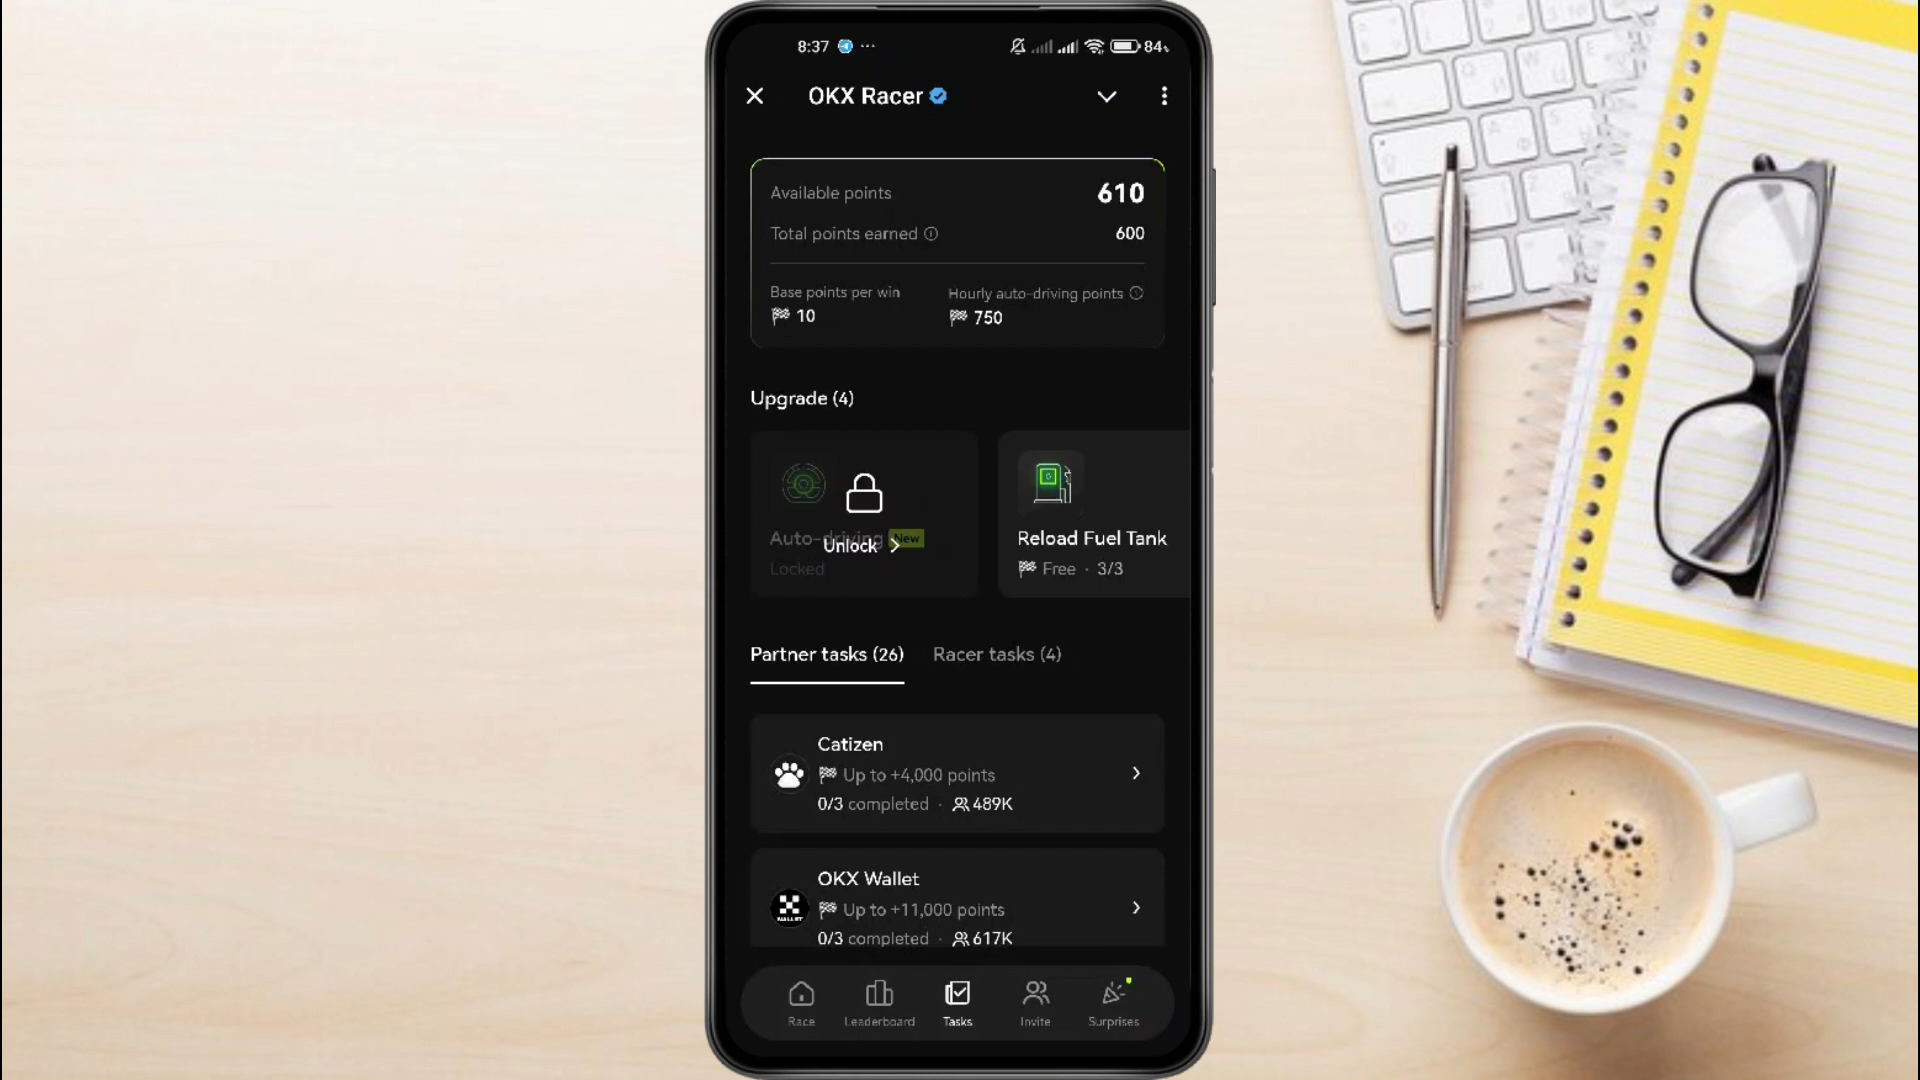 8:37 ···
84%
OKX Racer
Available points
610
Total points earned
600
Base points per win
10
Hourly auto-driving points
750
Upgrade (4)
Auto-driving New
Unlock
Locked
Reload Fuel Tank
Free · 3/3
Partner tasks (26)
Racer tasks (4)
Catizen
Up to +4,000 points
0/3 completed · 489K
OKX Wallet
Up to +11,000 points
0/3 completed · 617K
Race
Leaderboard
Tasks
Invite
Surprises